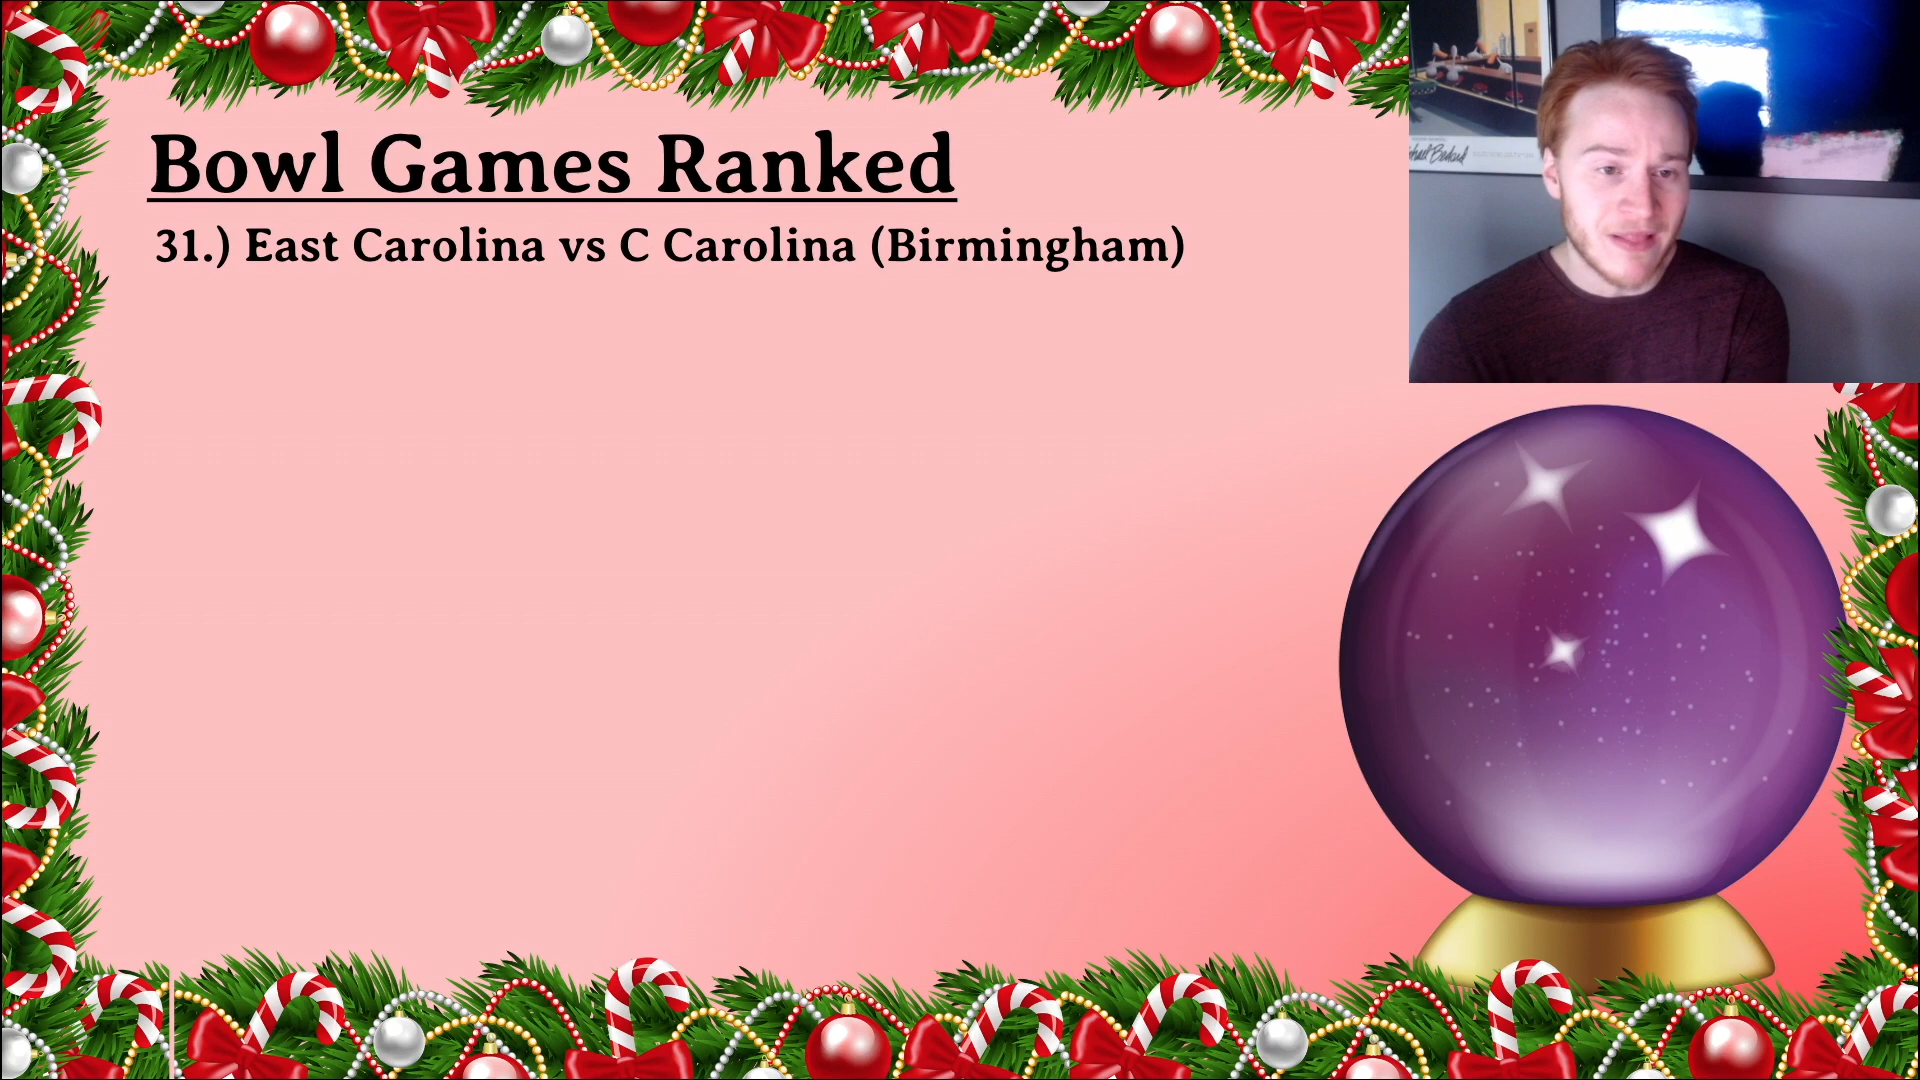 Bowl Games Ranked
31.) East Carolina vs C Carolina (Birmingham)